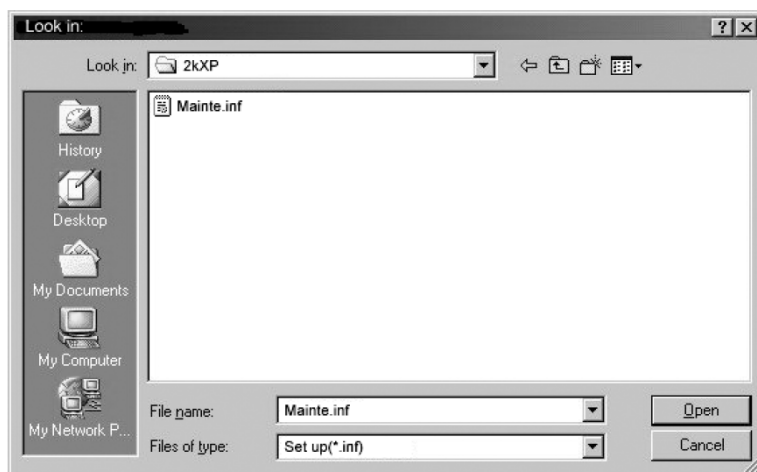 Look in:
Look in: 2kXP
Mainte.inf
History
Desktop
My Documents
My Computer
My Network P...
File name: Mainte.inf Open
Files of type: Set up(*.inf) Cancel